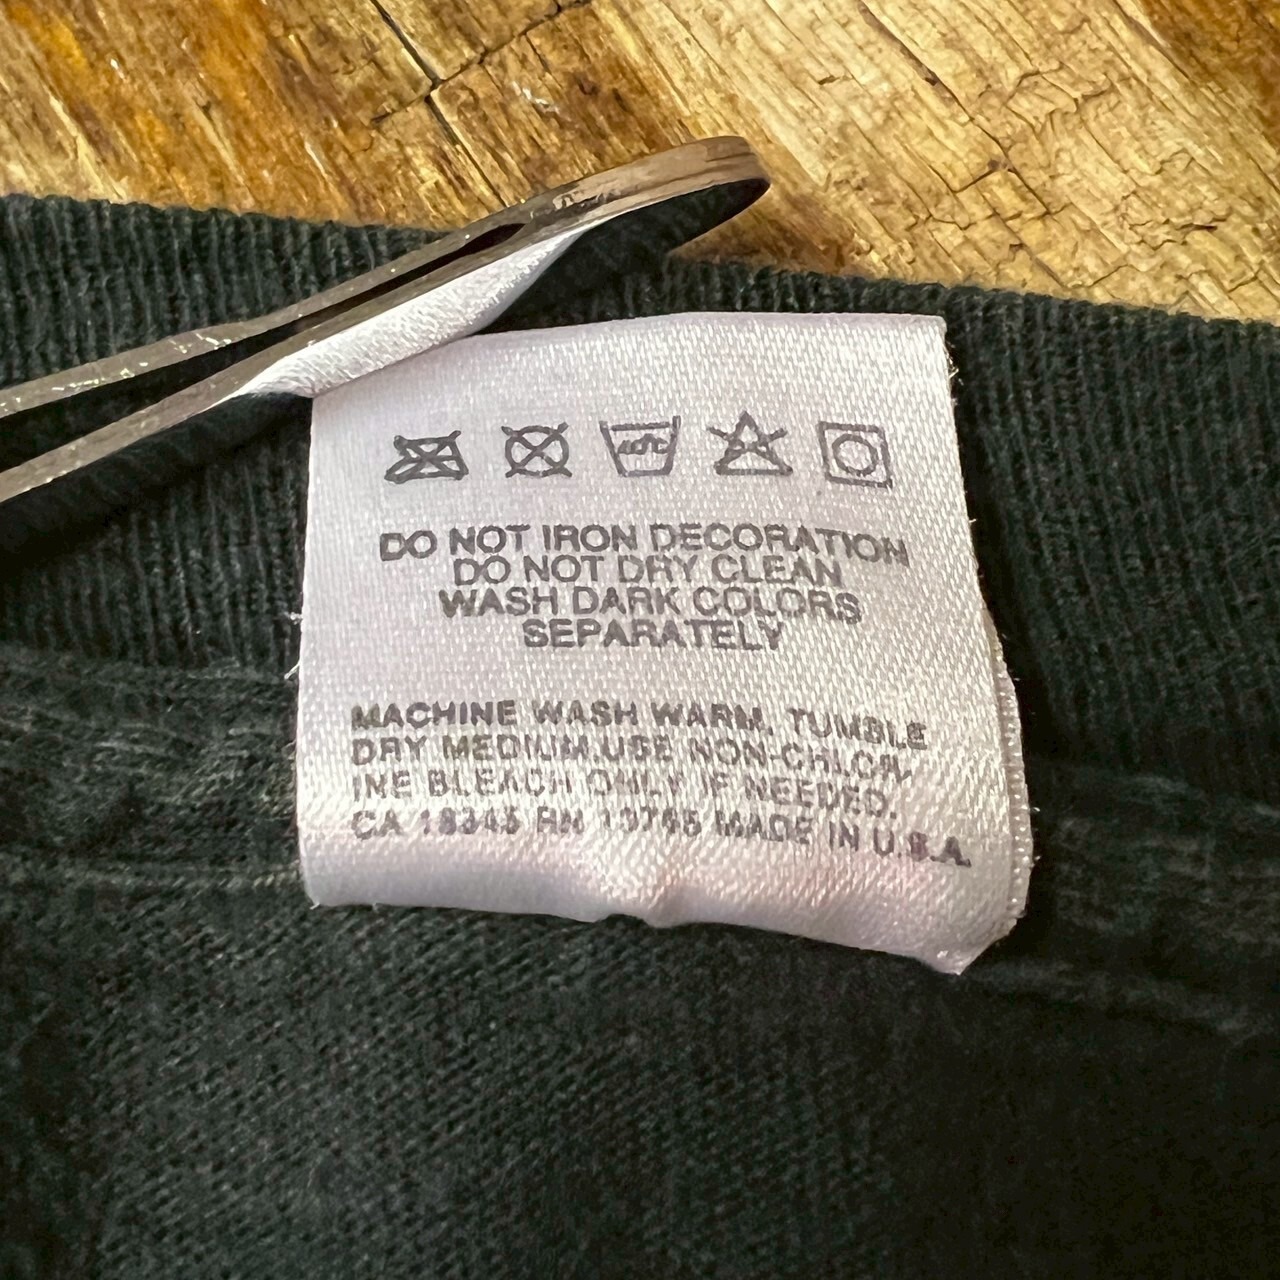 DO NOT IRON DECORATION
DO NOT DRY CLEAN
WASH DARK COLORS
SEPARATELY
MACHINE WASH WARM, TUMBLE
DRY MEDIUM.USE NON-CHLOR-
INE BLEACH ONLY IF NEEDED.
CA 18345 RN 13765 MADE IN U.S.A.